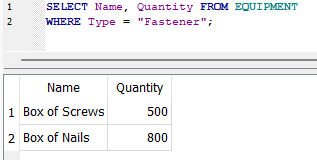 1 SELECT Name, Quantity FROM EQUIPMENT
2 WHERE Type = "Fastener";
Name Quantity
1 Box of Screws 500
2 Box of Nails 800